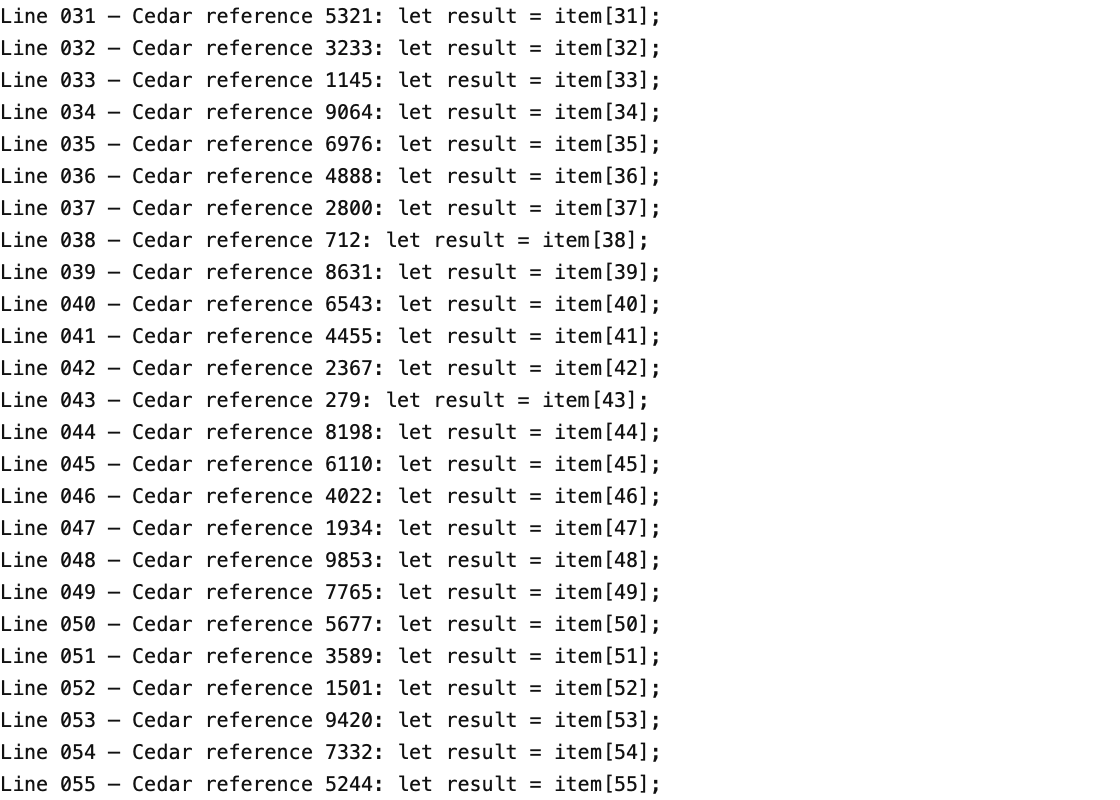 Line 031 – Cedar reference 5321: let result = item[31];
Line 032 – Cedar reference 3233: let result = item[32];
Line 033 – Cedar reference 1145: let result = item[33];
Line 034 – Cedar reference 9064: let result = item[34];
Line 035 – Cedar reference 6976: let result = item[35];
Line 036 – Cedar reference 4888: let result = item[36];
Line 037 – Cedar reference 2800: let result = item[37];
Line 038 – Cedar reference 712: let result = item[38];
Line 039 – Cedar reference 8631: let result = item[39];
Line 040 – Cedar reference 6543: let result = item[40];
Line 041 – Cedar reference 4455: let result = item[41];
Line 042 – Cedar reference 2367: let result = item[42];
Line 043 – Cedar reference 279: let result = item[43];
Line 044 – Cedar reference 8198: let result = item[44];
Line 045 – Cedar reference 6110: let result = item[45];
Line 046 – Cedar reference 4022: let result = item[46];
Line 047 – Cedar reference 1934: let result = item[47];
Line 048 – Cedar reference 9853: let result = item[48];
Line 049 – Cedar reference 7765: let result = item[49];
Line 050 – Cedar reference 5677: let result = item[50];
Line 051 – Cedar reference 3589: let result = item[51];
Line 052 – Cedar reference 1501: let result = item[52];
Line 053 – Cedar reference 9420: let result = item[53];
Line 054 – Cedar reference 7332: let result = item[54];
Line 055 – Cedar reference 5244: let result = item[55];